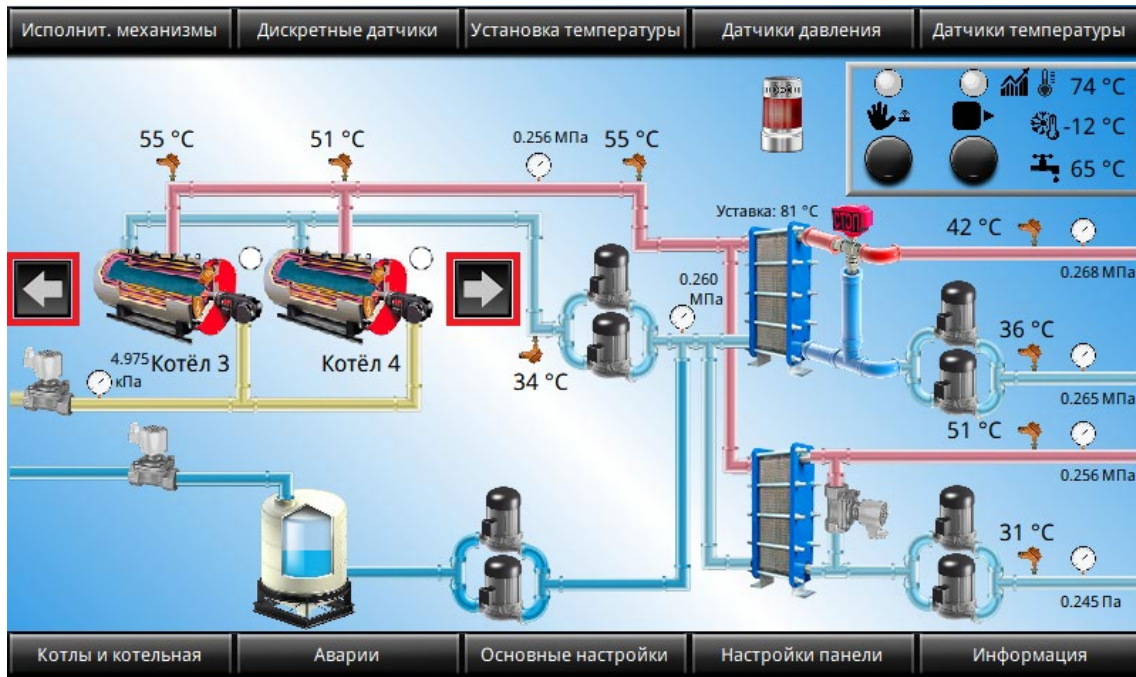 Исполнит. механизмы
Дискретные датчики
Установка температуры
Датчики давления
Датчики температуры
74 °C
-12 °C
65 °C
55 °C
51 °C
0.256 МПа
55 °C
Уставка: 81 °C
42 °C
0.268 МПа
0.260
МПа
36 °C
0.265 МПа
4.975
кПа
Котёл 3
Котёл 4
34 °C
51 °C
0.256 МПа
31 °C
0.245 Па
Котлы и котельная
Аварии
Основные настройки
Настройки панели
Информация